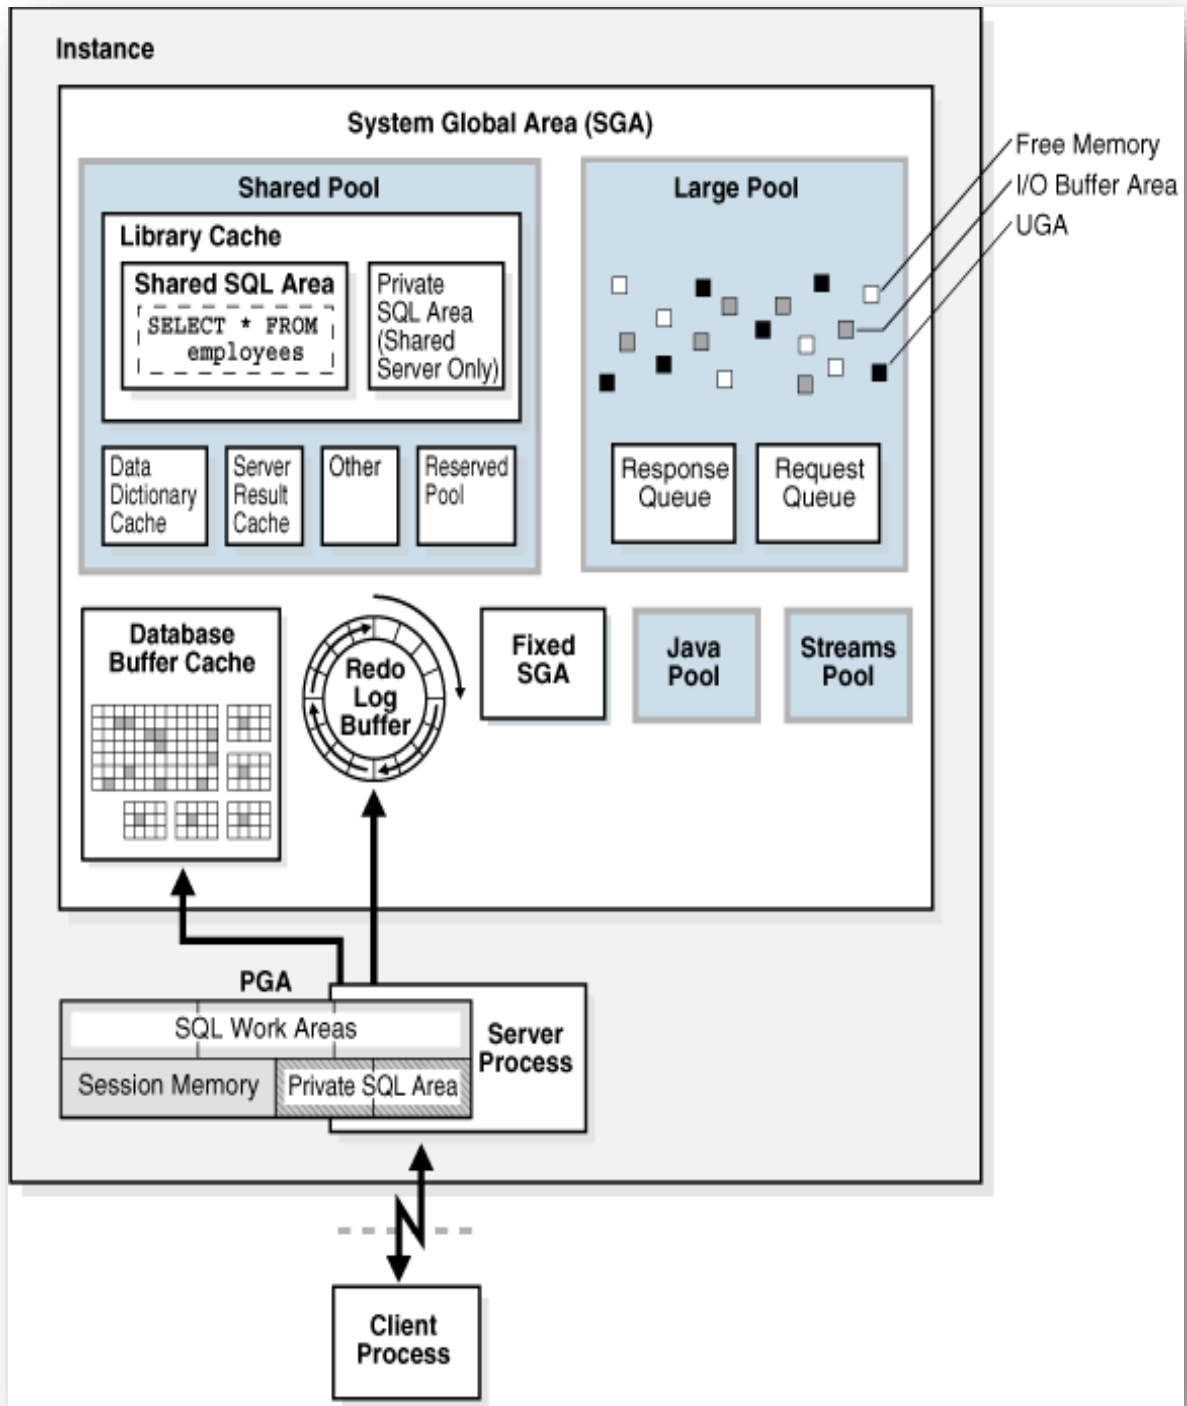 Instance
System Global Area (SGA)
Shared Pool
Library Cache
Shared SQL Area
SELECT * FROM
employees
Private
SQL Area
(Shared
Server Only)
Data
Dictionary
Cache
Server
Result
Cache
Other
Reserved
Pool
Large Pool
Free Memory
I/O Buffer Area
UGA
Response
Queue
Request
Queue
Database
Buffer Cache
Redo
Log
Buffer
Fixed
SGA
Java
Pool
Streams
Pool
PGA
SQL Work Areas
Session Memory
Private SQL Area
Server
Process
Client
Process